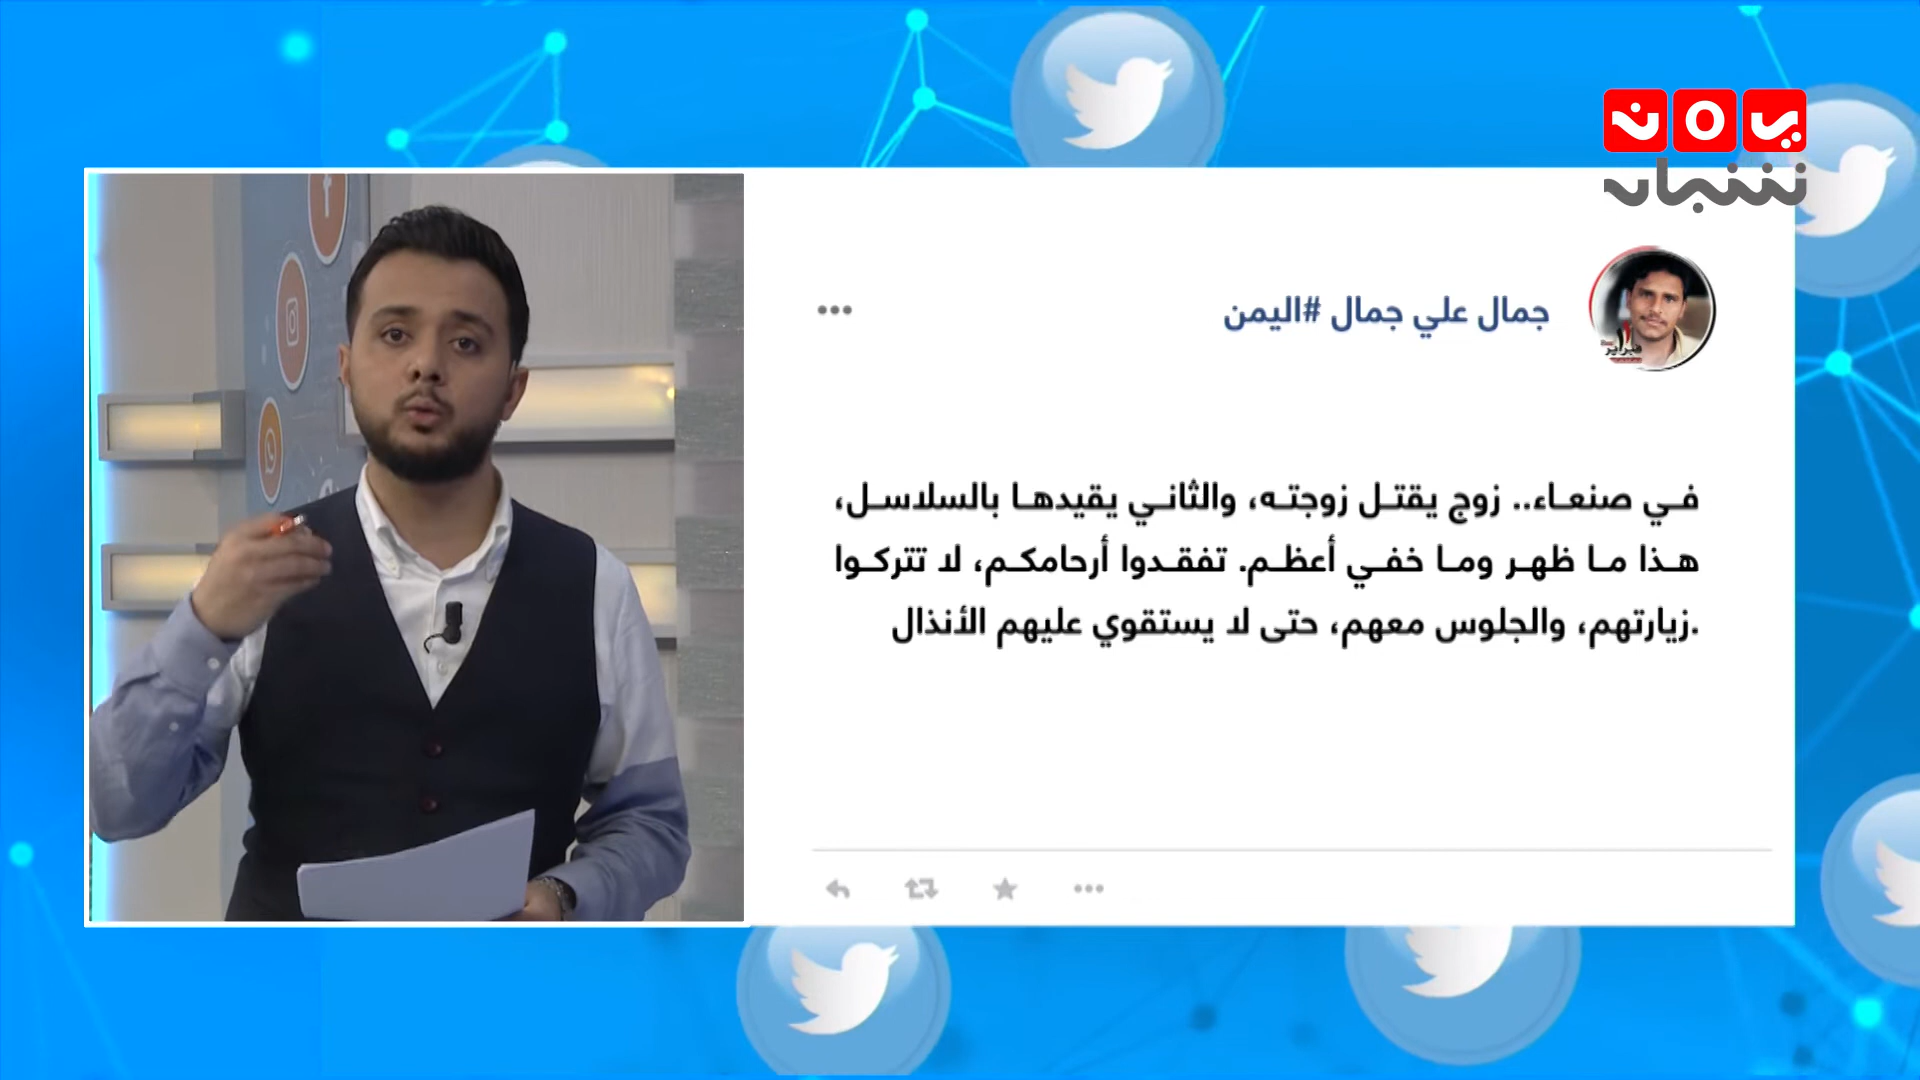 يمن
شباب
جمال علي جمال #اليمن
فبراير
في صنعاء.. زوج يقتل زوجته، والثاني يقيدها بالسلاسل،
هذا ما ظهر وما خفي أعظم. تفقدوا أرحامكم، لا تتركوا
.زيارتهم، والجلوس معهم، حتى لا يستقوي عليهم الأنذال